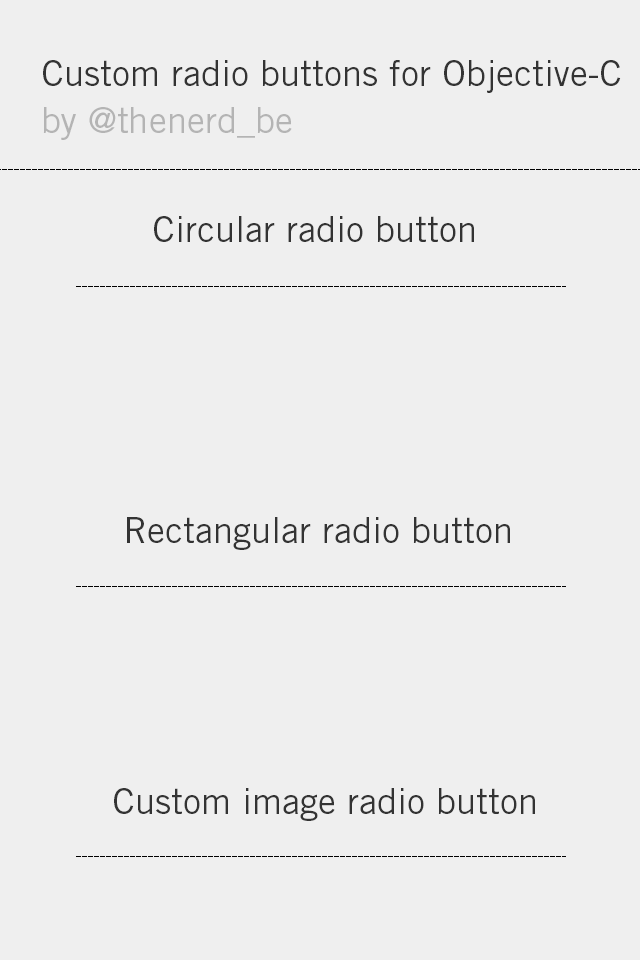 Custom radio buttons for Objective-C
by @thenerd_be
Circular radio button
Rectangular radio button
Custom image radio button